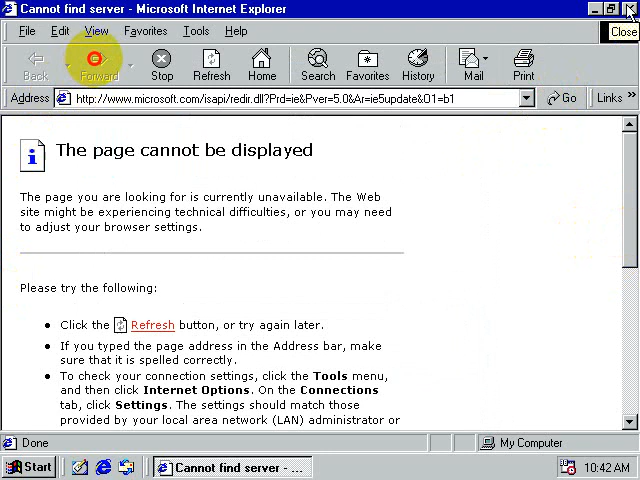 Cannot find server - Microsoft Internet Explorer
File Edit View Favorites Tools Help
Close
Back Forward Stop Refresh Home Search Favorites History Mail Print
Address http://www.microsoft.com/isapi/redir.dll?Prd=ie&Pver=5.0&Ar=ie5update&O1=b1 Go Links »
The page cannot be displayed
The page you are looking for is currently unavailable. The Web
site might be experiencing technical difficulties, or you may need
to adjust your browser settings.
Please try the following:
• Click the Refresh button, or try again later.
• If you typed the page address in the Address bar, make
sure that it is spelled correctly.
• To check your connection settings, click the Tools menu,
and then click Internet Options. On the Connections
tab, click Settings. The settings should match those
provided by your local area network (LAN) administrator or
Done My Computer
Start Cannot find server - ... 10:42 AM